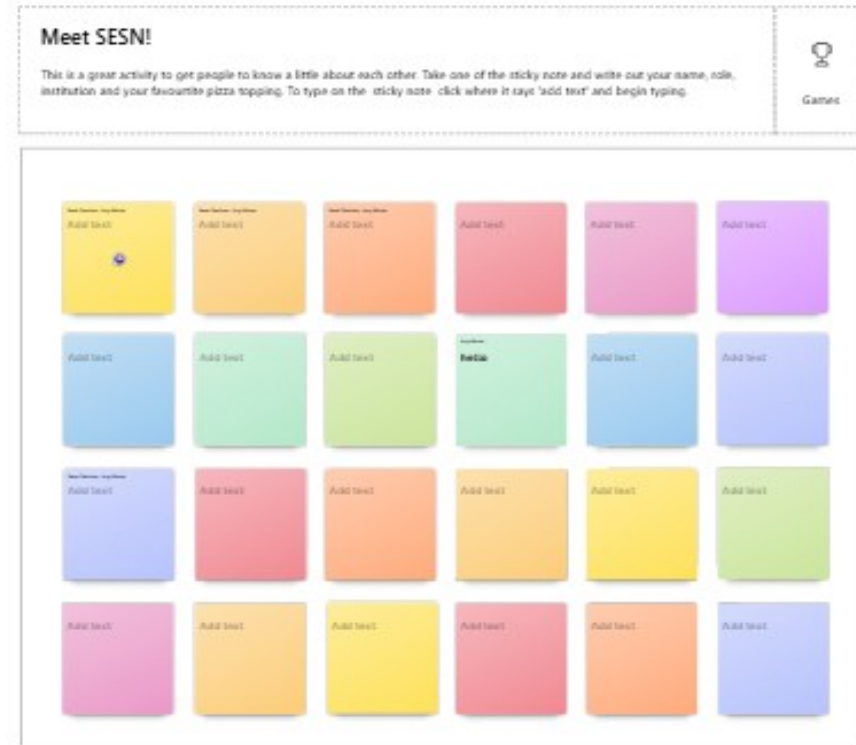 Meet SESN!
This is a great activity to get people to know a little about each other. Take one of the sticky note and write out your name, role,
institution and your favourtite pizza topping. To type on the sticky note click where it says 'add text' and begin typing.
Games
Add text
Add text
Add text
Add text
Add text
Add text
Add text
Add text
Add text
hello
Add text
Add text
Add text
Add text
Add text
Add text
Add text
Add text
Add text
Add text
Add text
Add text
Add text
Add text